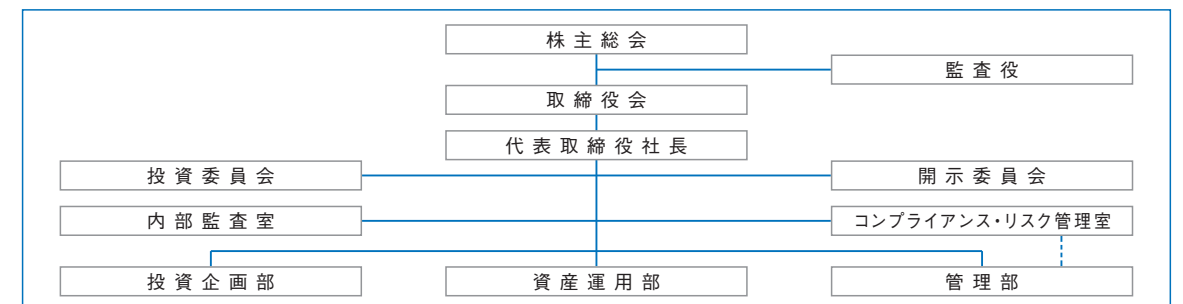 株主総会
監査役
取締役会
代表取締役社長
投資委員会
開示委員会
内部監査室
コンプライアンス・リスク管理室
投資企画部
資産運用部
管理部